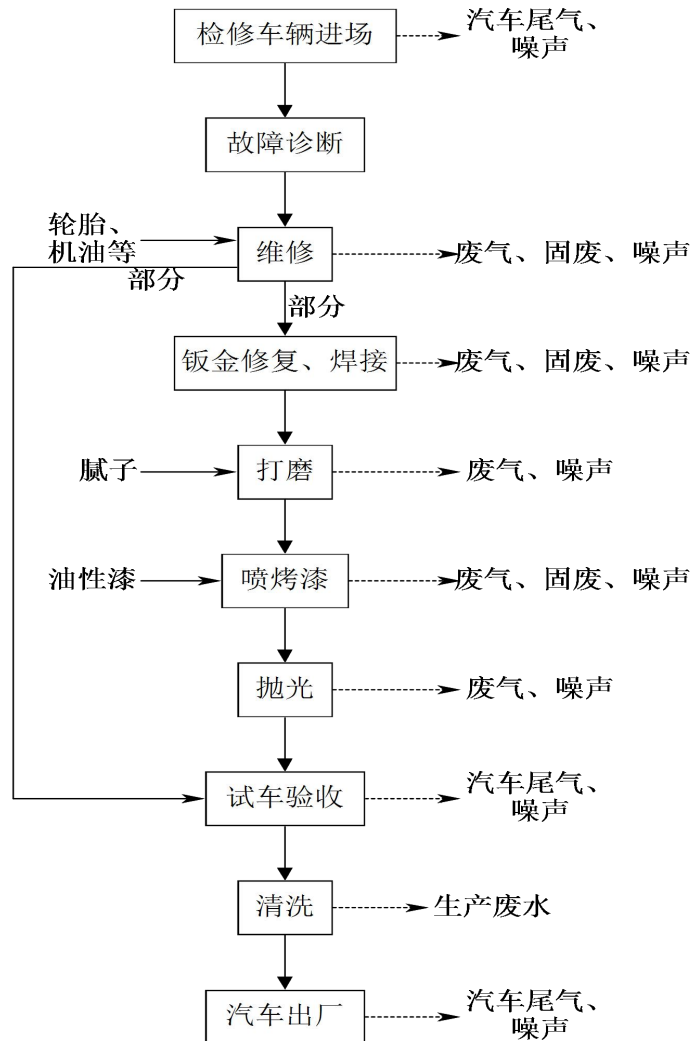 检修车辆进场
汽车尾气、
噪声
故障诊断
轮胎、
机油等
维修
废气、固废、噪声
部分
部分
钣金修复、焊接
废气、固废、噪声
腻子
打磨
废气、噪声
油性漆
喷烤漆
废气、固废、噪声
抛光
废气、噪声
试车验收
汽车尾气、
噪声
清洗
生产废水
汽车出厂
汽车尾气、
噪声